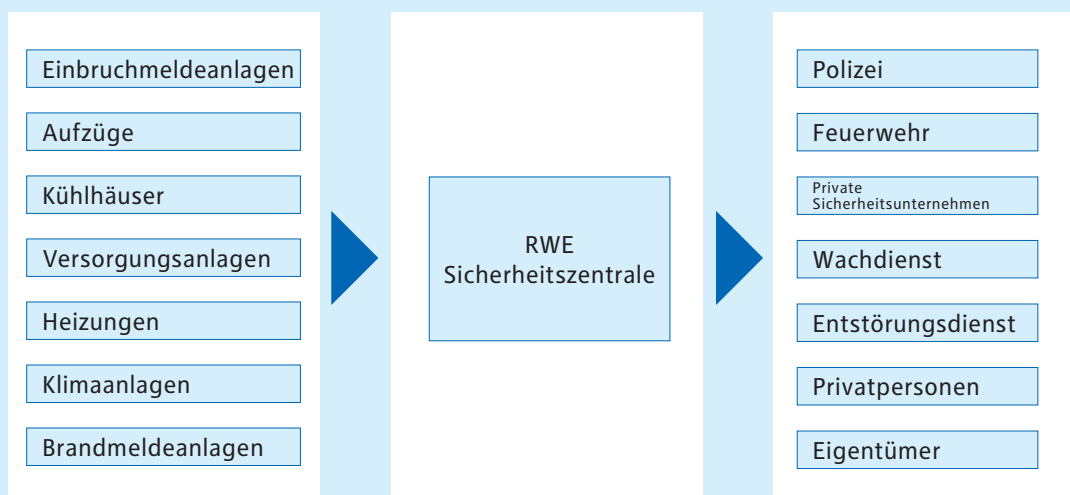 Einbruchmeldeanlagen
Aufzüge
Kühlhäuser
Versorgungsanlagen
Heizungen
Klimaanlagen
Brandmeldeanlagen
RWE
Sicherheitszentrale
Polizei
Feuerwehr
Private
Sicherheitsunternehmen
Wachdienst
Entstörungsdienst
Privatpersonen
Eigentümer